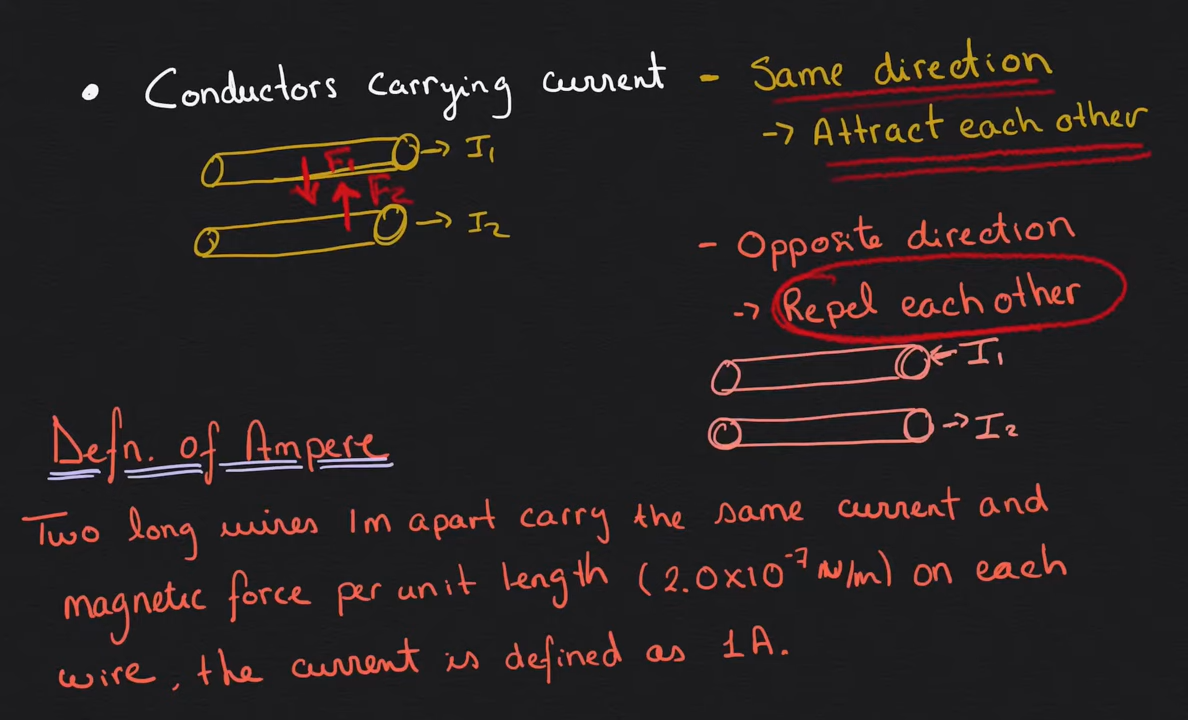 • Conductors carrying current - Same direction
-> Attract each other
F₁
-> I₁
F₂
-> I₂
- Opposite direction
-> Repel each other
<- I₁
-> I₂
Defn. of Ampere
Two long wires 1m apart carry the same current and
magnetic force per unit length (2.0×10⁻⁷ N/m) on each
wire, the current is defined as 1A.